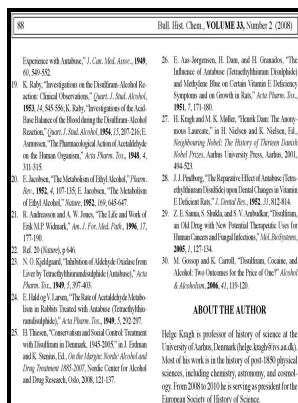 88
Bull. Hist. Chem., VOLUME 33, Number 2 (2008)
Experience with Antabuse," J. Can. Med. Assoc., 1949,
60, 549-552.
19. K. Raby, "Investigations on the Disulfiram-Alcohol Re-
action: Clinical Observations," Quart. J. Stud. Alcohol,
1953, 14, 545-556; K. Raby, "Investigations of the Acid-
Base Balance of the Blood during the Disulfiram-Alcohol
Reaction," Quart. J. Stud. Alcohol, 1954, 15, 207-216; E.
Asmussen, "The Pharmacological Action of Acetaldehyde
on the Human Organism," Acta Pharm. Tox., 1948, 4,
311-315.
20. E. Jacobsen, "The Metabolism of Ethyl Alcohol," Pharm.
Rev., 1952, 4, 107-135; E. Jacobsen, "The Metabolism
of Ethyl Alcohol," Nature, 1952, 169, 645-647.
21. R. Andreasson and A. W. Jones, "The Life and Work of
Erik M.P. Widmark," Am. J. For. Med. Path., 1996, 17,
177-190.
22. Ref. 20 (Nature), p 646.
23. N. O. Kjeldgaard, "Inhibition of Aldehyde Oxidase from
Liver by Tetraethylthiuramdisulphide (Antabuse)," Acta
Pharm. Tox., 1949, 5, 397-403.
24. E. Hald og V. Larsen, "The Rate of Acetaldehyde Metabo-
lism in Rabbits Treated with Antabuse (Tetraethylthiu-
ramdisulphide)," Acta Pharm. Tox., 1949, 5, 292-297.
25. H. Thiesen, "Conservatism and Social Control: Treatment
with Disulfiram in Denmark, 1945-2005," in J. Erdman
and K. Stenius, Ed., On the Margin: Nordic Alcohol and
Drug Treatment 1885-2007, Nordic Center for Alcohol
and Drug Research, Oslo, 2008, 121-137.
26. E. Aas-Jørgensen, H. Dam, and H. Granados, "The
Influence of Antabuse (Tetraethylthiuram Disulphide)
and Methylene Blue on Certain Vitamin E Deficiency
Symptoms and on Growth in Rats," Acta Pharm. Tox.,
1951, 7, 171-180.
27. H. Kragh and M. K. Møller, "Henrik Dam: The Anony-
mous Laureate," in H. Nielsen and K. Nielsen, Ed.,
Neighbouring Nobel: The History of Thirteen Danish
Nobel Prizes, Aarhus University Press, Aarhus, 2001,
494-523.
28. J. J. Pindborg, "The Reparative Effect of Antabuse (Tetra-
ethylthiuram Disulfide) upon Dental Changes in Vitamin
E Deficient Rats," J. Dental Res., 1952, 31, 812-814.
29. Z. E. Sauna, S. Shukla, and S. V. Ambudkar, "Disulfiram,
an Old Drug with New Potential Therapeutic Uses for
Human Cancers and Fungal Infections," Mol. BioSystems,
2005, 1, 127-134.
30. M. Gossop and K. Carroll, "Disulfiram, Cocaine, and
Alcohol: Two Outcomes for the Price of One?" Alcohol
& Alcoholism, 2006, 41, 119-120.
ABOUT THE AUTHOR
Helge Kragh is professor of history of science at the
University of Aarhus, Denmark (helge.kragh@ivs.au.dk).
Most of his work is in the history of post-1850 physical
sciences, including chemistry, astronomy, and cosmol-
ogy. From 2008 to 2010 he is serving as president for the
European Society of History of Science.